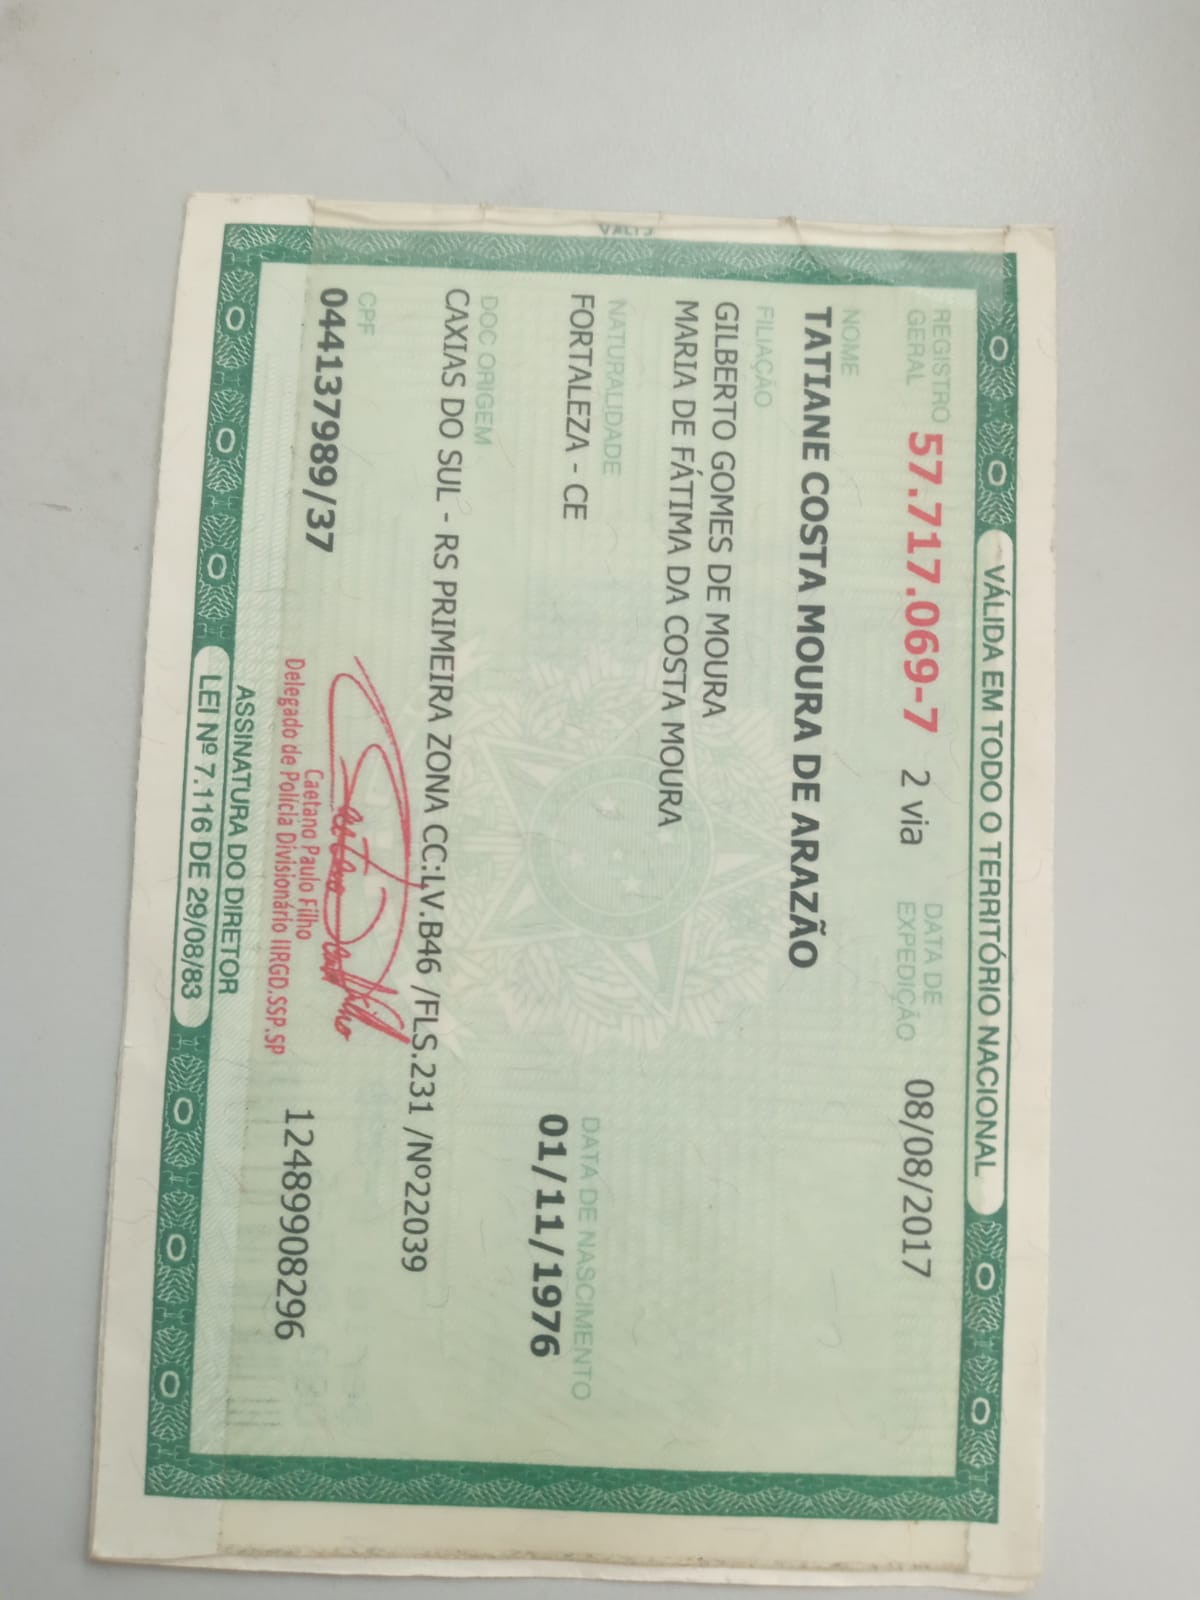 VÁLIDA EM TODO O TERRITÓRIO NACIONAL
REGISTRO GERAL 57.717.069-7 2 via DATA DE EXPEDIÇÃO 08/08/2017
NOME
TATIANE COSTA MOURA DE ARAZÃO
FILIAÇÃO
GILBERTO GOMES DE MOURA
MARIA DE FÁTIMA DA COSTA MOURA
NATURALIDADE DATA DE NASCIMENTO
FORTALEZA - CE 01/11/1976
DOC ORIGEM
CAXIAS DO SUL - RS PRIMEIRA ZONA CC:LV.B46 /FLS.231 /Nº22039
CPF
044137989/37
Caetano Paulo Filho
Delegado de Polícia Divisionário IIRGD.SSP.SP
12489908296
ASSINATURA DO DIRETOR
LEI Nº 7.116 DE 29/08/83